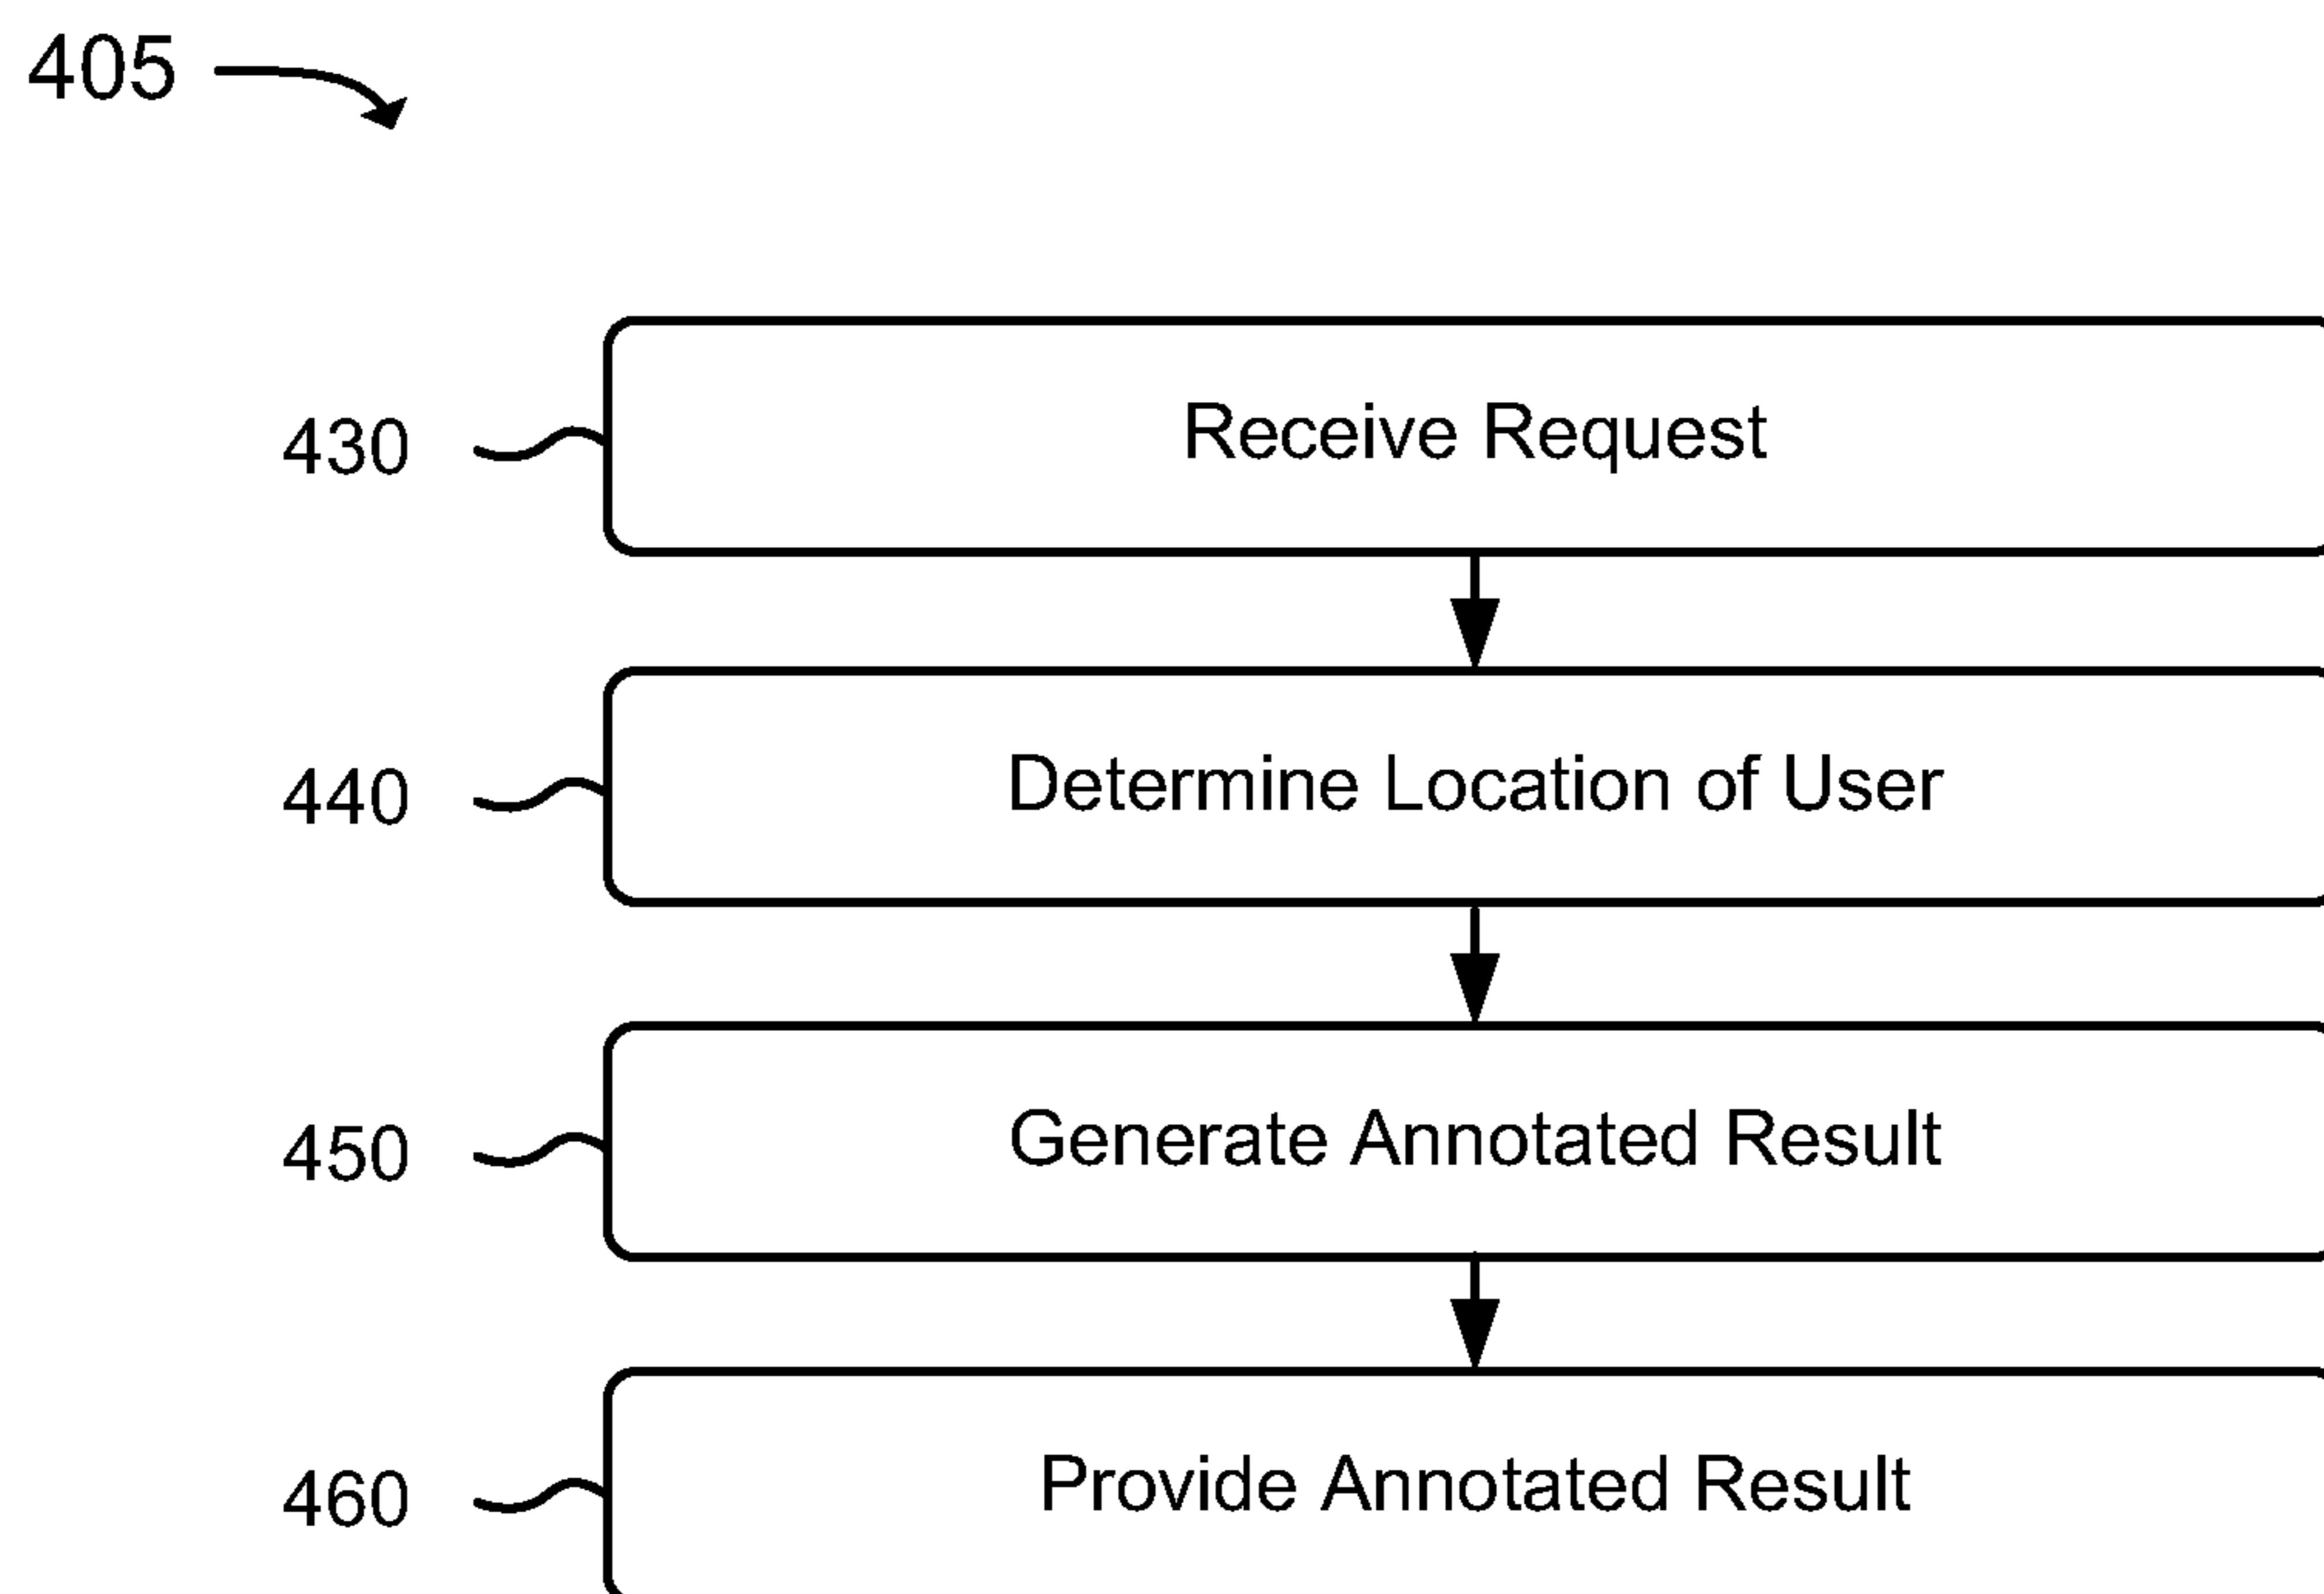 405
430 Receive Request
440 Determine Location of User
450 Generate Annotated Result
460 Provide Annotated Result